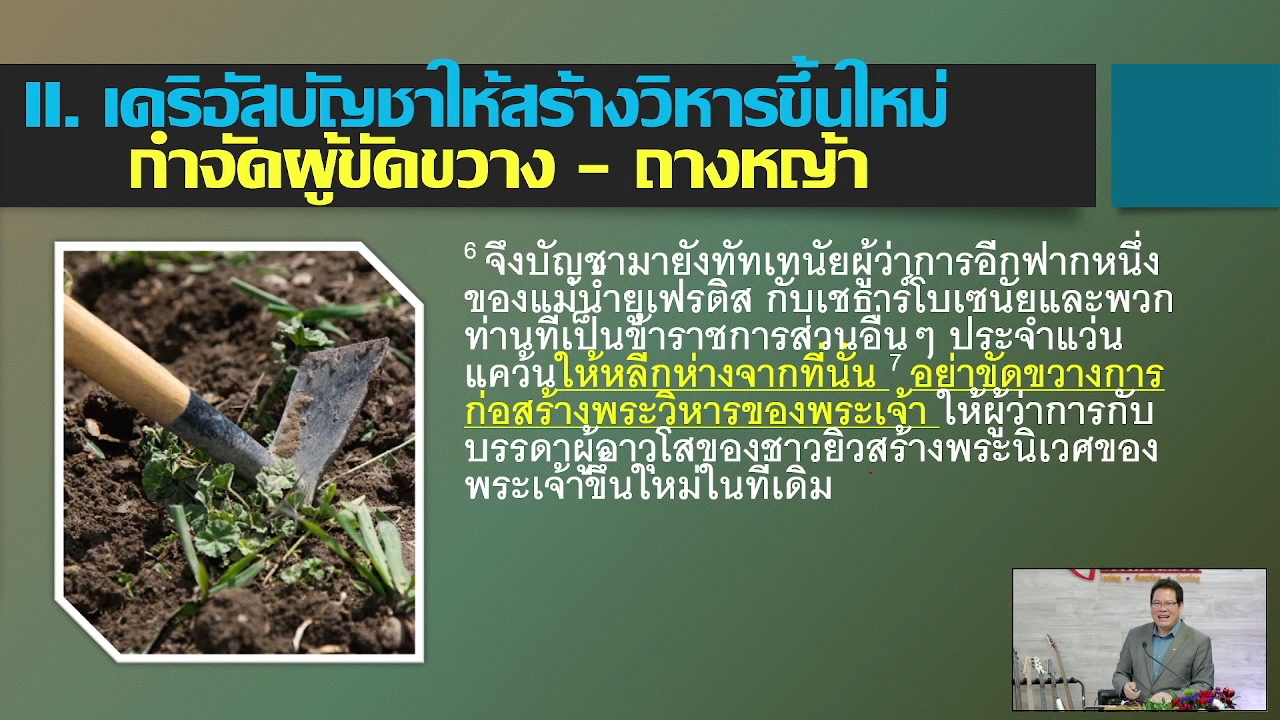 II. เดริอัสบัญชาให้สร้างวิหารขึ้นใหม่
กำจัดผู้ขัดขวาง - ถางหญ้า
6 จึงบัญชามายังทัทเทนัยผู้ว่าการอีกฟากหนึ่ง
ของแม่น้ำยูเฟรติส กับเชธาร์โบเซนัยและพวก
ท่านที่เป็นข้าราชการส่วนอื่นๆ ประจำแว่น
แคว้นให้หลีกห่างจากที่นั่น 7 อย่าขัดขวางการ
ก่อสร้างพระวิหารของพระเจ้า ให้ผู้ว่าการกับ
บรรดาผู้อาวุโสของชาวยิวสร้างพระนิเวศของ
พระเจ้าขึ้นใหม่ในที่เดิม